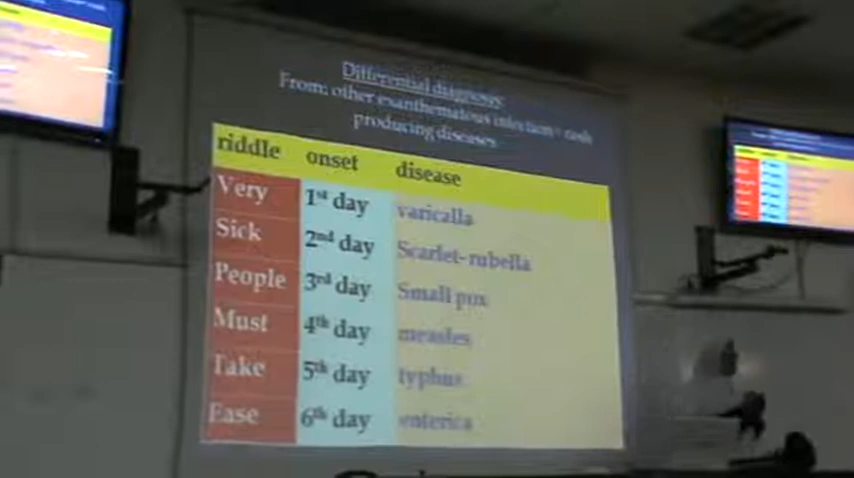 Differential diagnosis
From: other exanthematous infection= rash
producing diseases
riddle onset disease
Very 1st day varicalla
Sick 2nd day Scarlet-rubella
People 3rd day Small pox
Must 4th day measles
Take 5th day typhus
Ease 6th day enterica